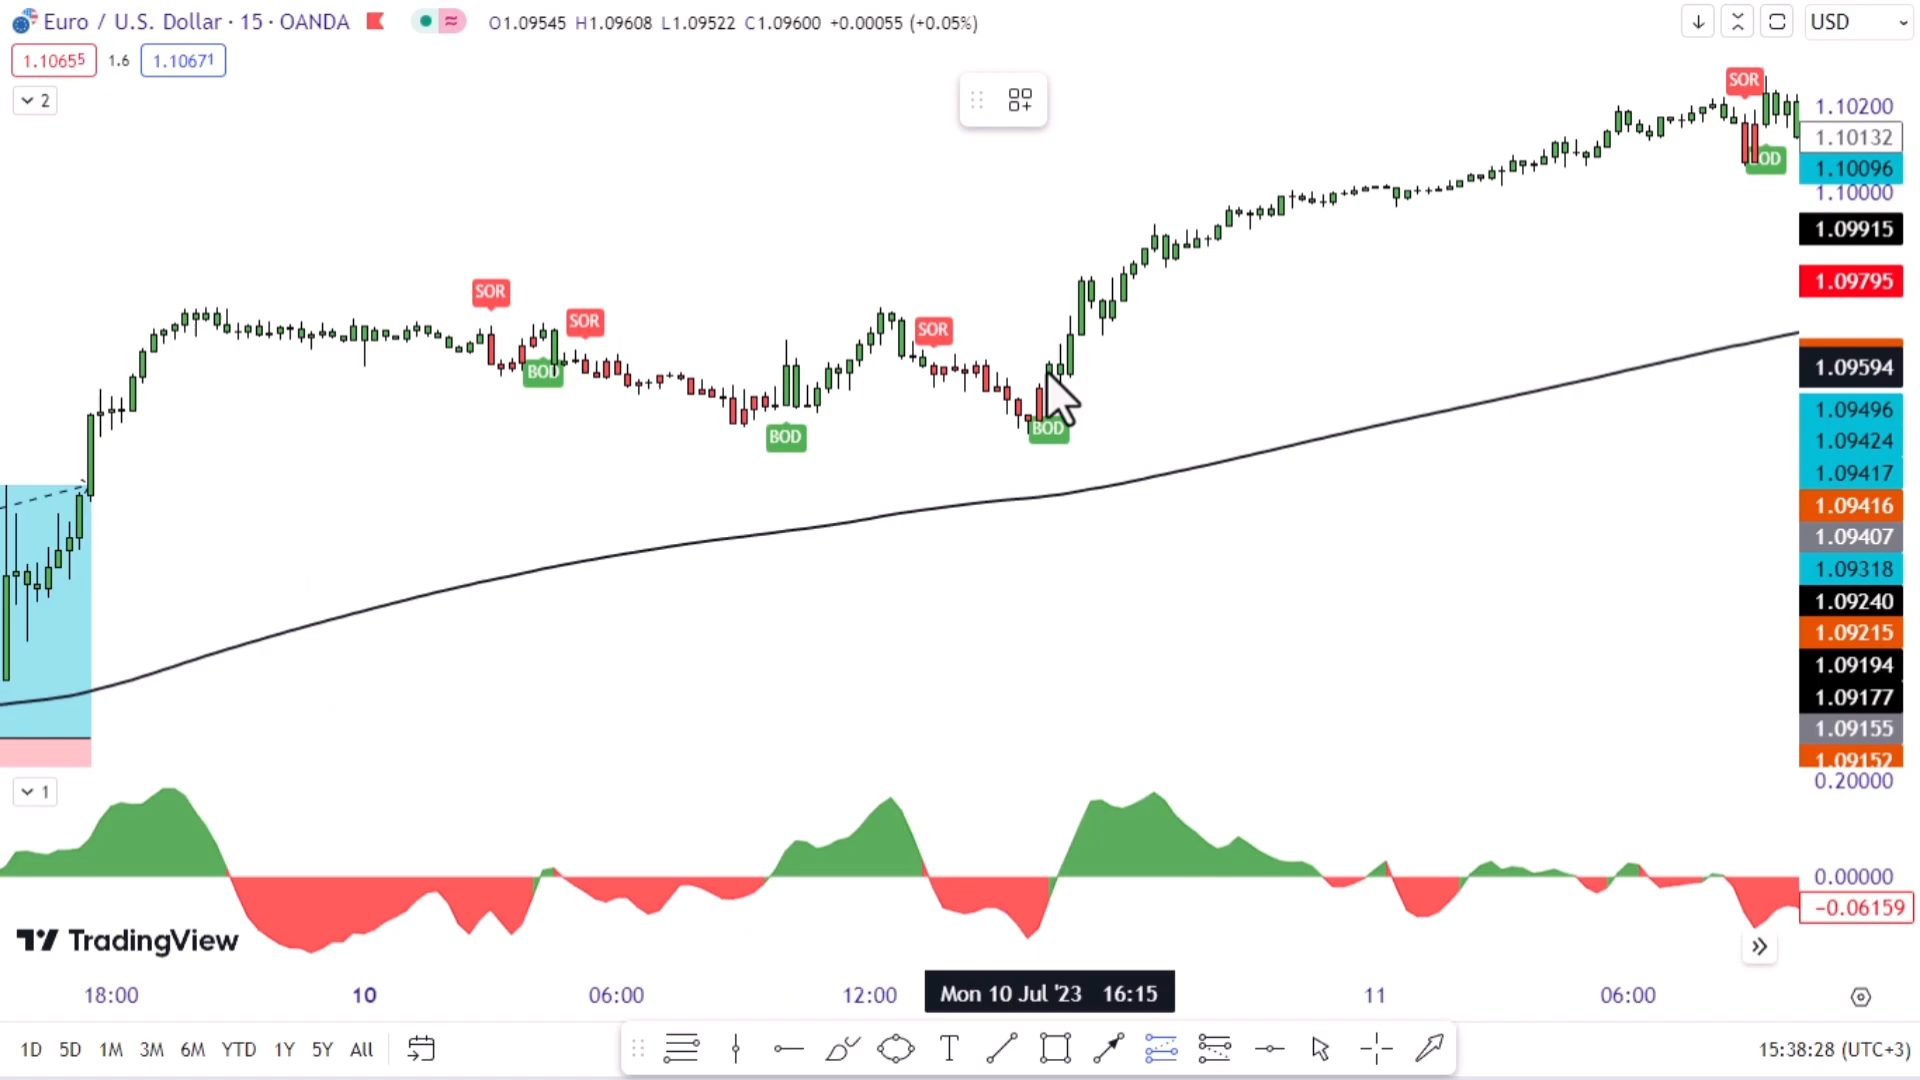 Euro / U.S. Dollar · 15 · OANDA
O1.09545 H1.09608 L1.09522 C1.09600 +0.00055 (+0.05%)
USD
1.10655 1.6 1.10671
2
SOR
1.10200
1.10132
OD
1.10096
1.10000
1.09915
1.09795
SOR
SOR
SOR
BOD
1.09594
BOD
BOD
1.09496
1.09424
1.09417
1.09416
1.09407
1.09318
1.09240
1.09215
1.09194
1.09177
1.09155
1.09152
1
0.20000
0.00000
−0.06159
TradingView
18:00 10 06:00 12:00 Mon 10 Jul '23 16:15 11 06:00
1D 5D 1M 3M 6M YTD 1Y 5Y All
T
15:38:28 (UTC+3)